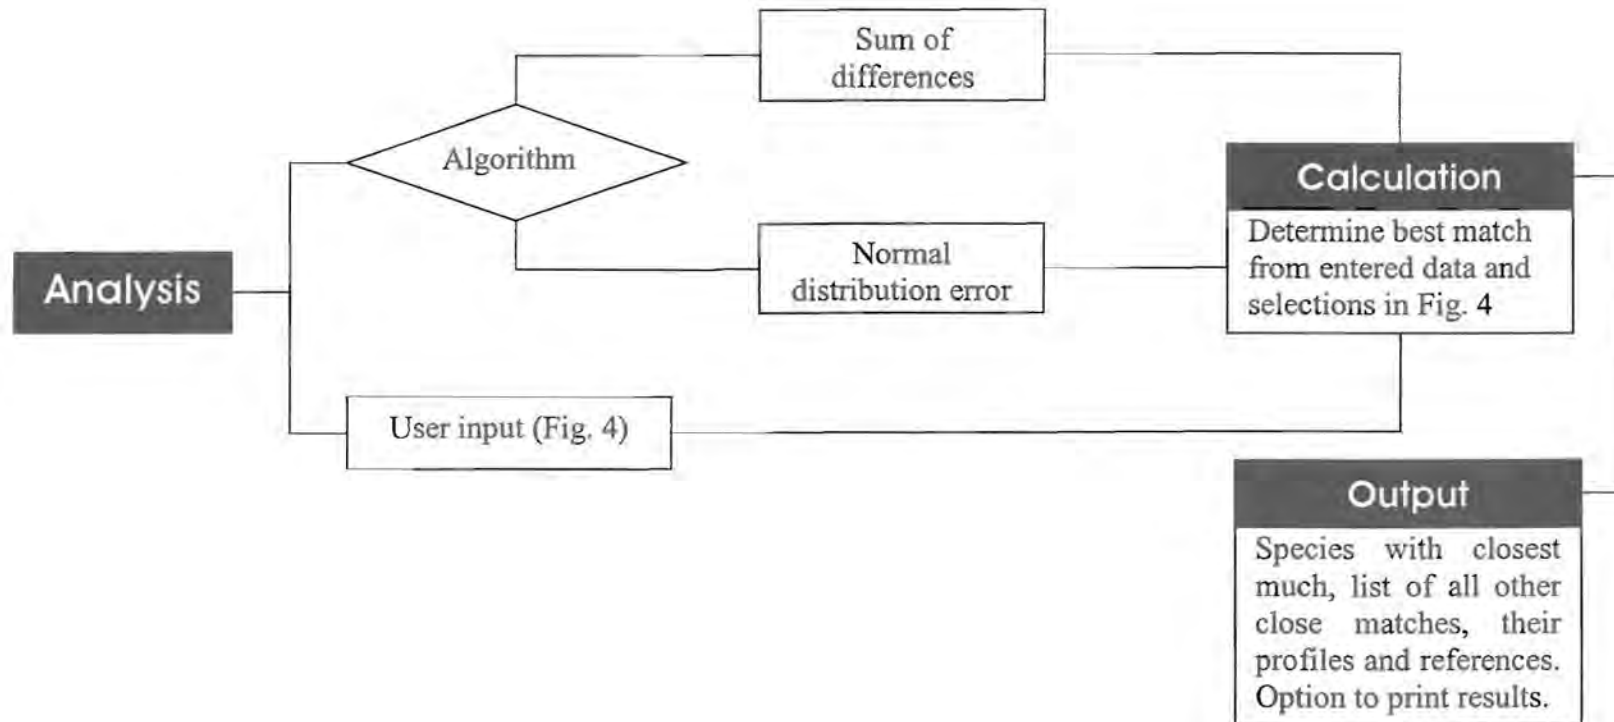 Sum of
differences
Algorithm
Calculation
Determine best match
from entered data and
selections in Fig. 4
Normal
distribution error
Analysis
User input (Fig. 4)
Output
Species with closest
much, list of all other
close matches, their
profiles and references.
Option to print results.